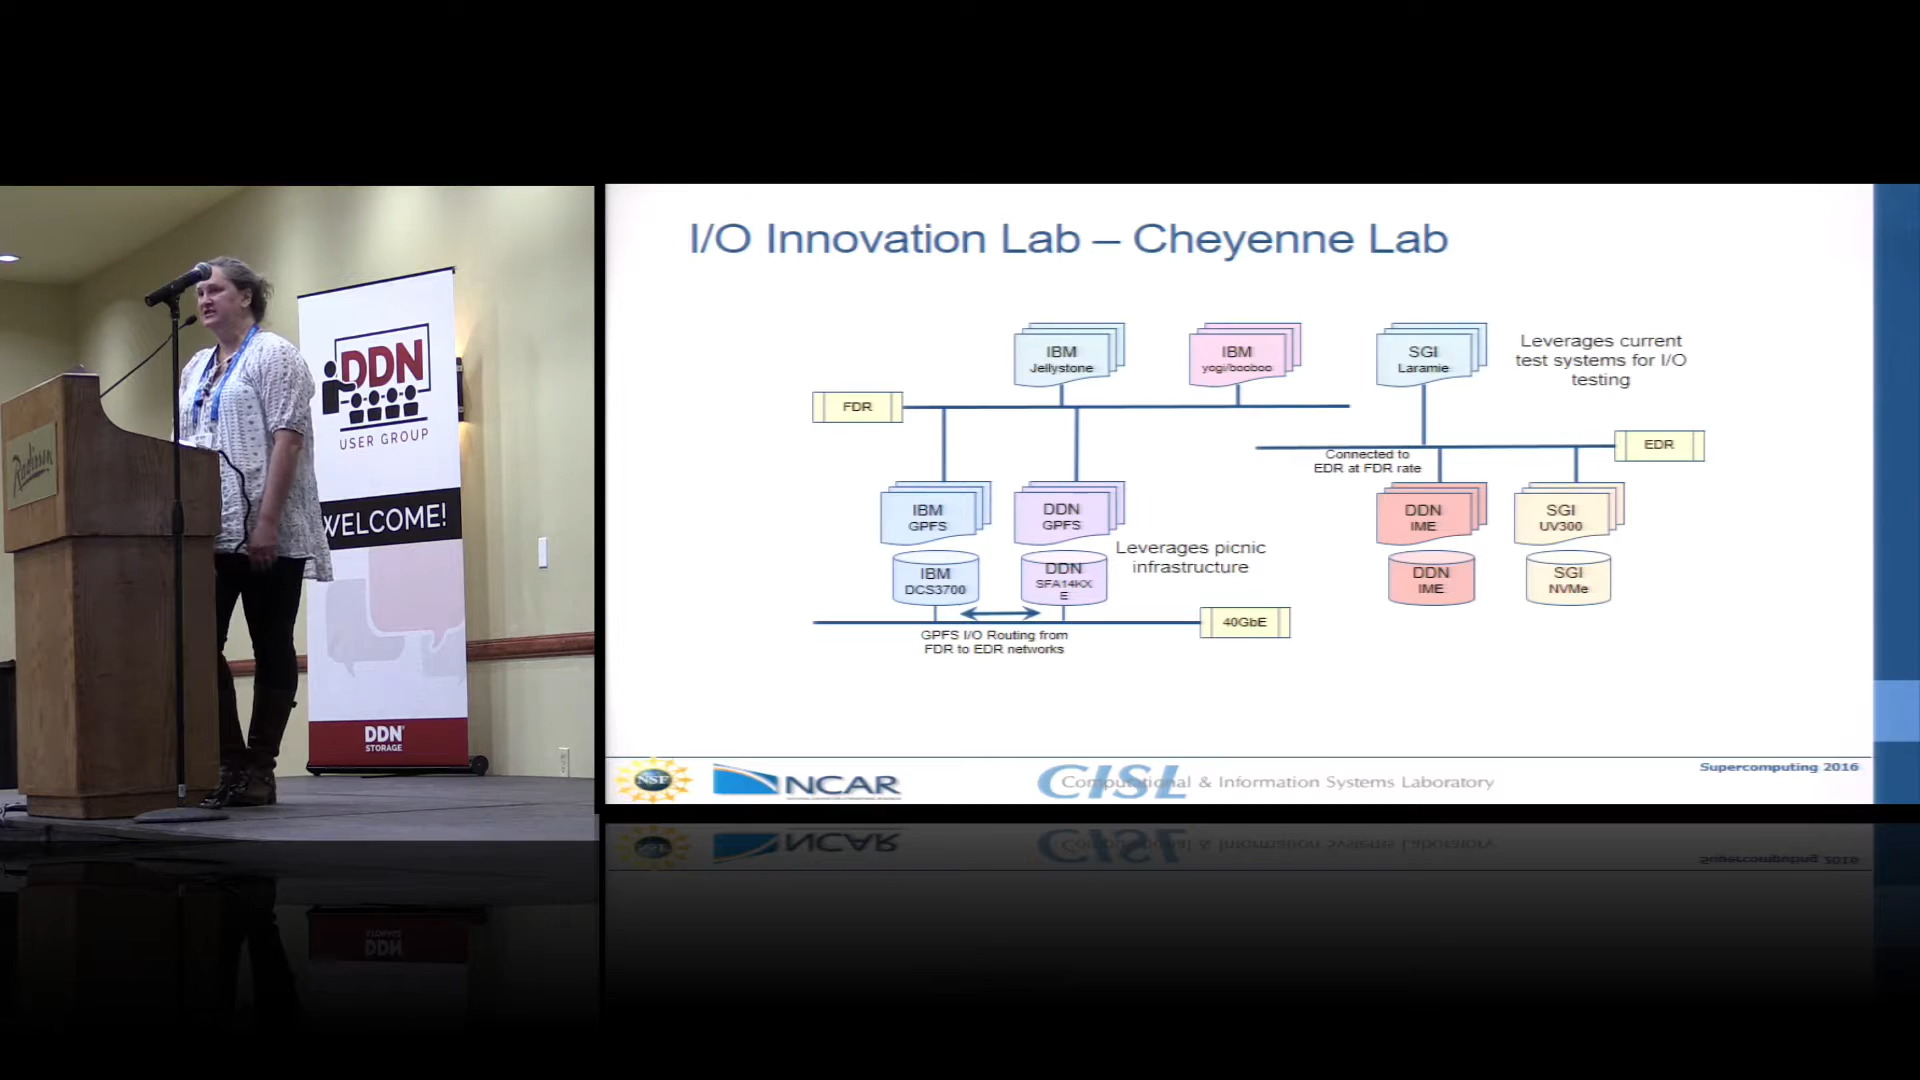 Radisson
DDN
USER GROUP
WELCOME!
DDN
STORAGE
I/O Innovation Lab – Cheyenne Lab
IBM
Jellystone
IBM
yogi/booboo
SGI
Laramie
Leverages current
test systems for I/O
testing
FDR
EDR
Connected to
EDR at FDR rate
IBM
GPFS
DDN
GPFS
DDN
IME
SGI
UV300
Leverages picnic
infrastructure
IBM
DCS3700
DDN
SFA14KX
E
DDN
IME
SGI
NVMe
40GbE
GPFS I/O Routing from
FDR to EDR networks
NSF
NCAR
CISL
Computational & Information Systems Laboratory
Supercomputing 2016